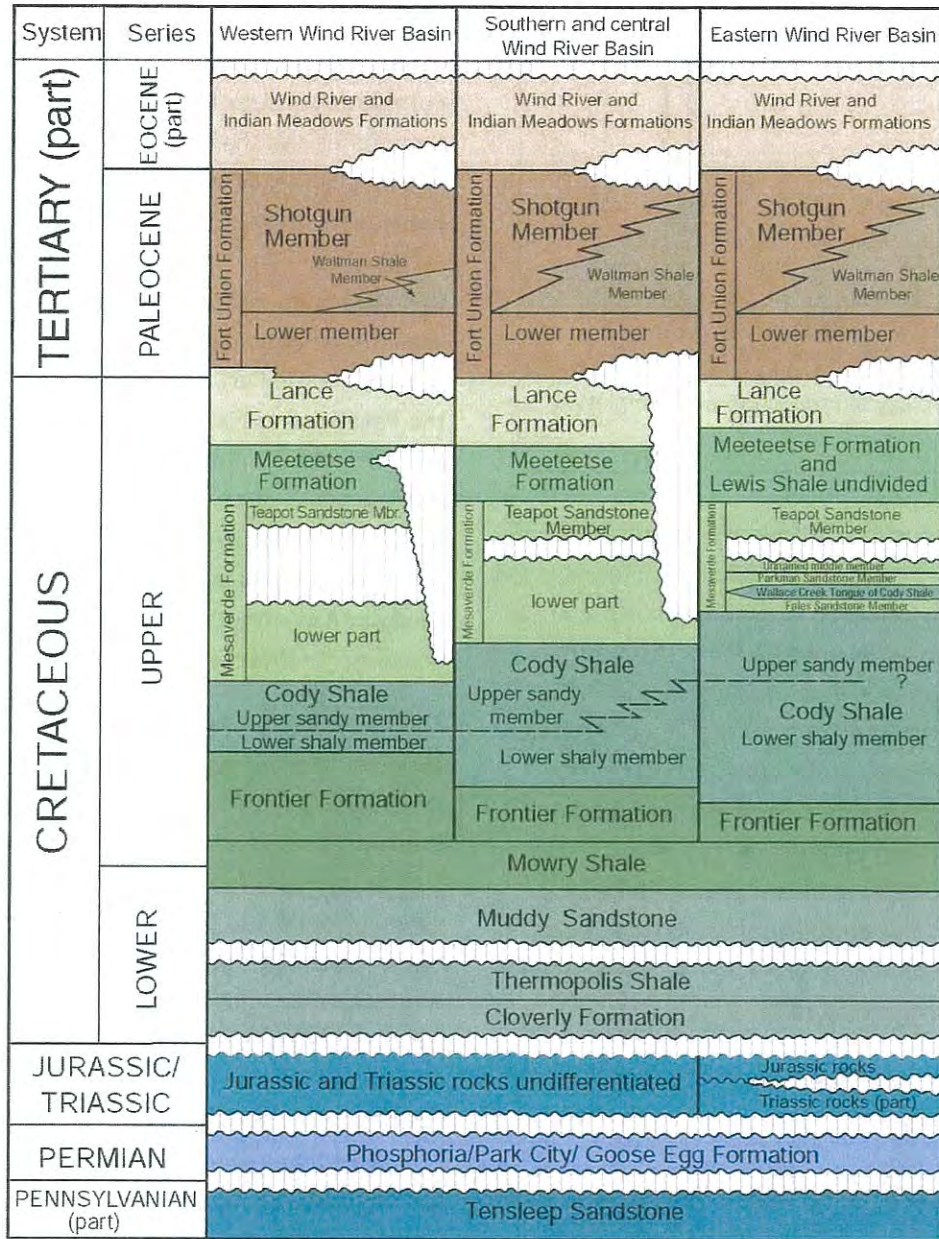 System
Series
Western Wind River Basin
Southern and central
Wind River Basin
Eastern Wind River Basin
TERTIARY (part)
EOCENE
(part)
Wind River and
Indian Meadows Formations
Wind River and
Indian Meadows Formations
Wind River and
Indian Meadows Formations
PALEOCENE
Fort Union Formation
Shotgun
Member
Waltman Shale
Member
Lower member
Fort Union Formation
Shotgun
Member
Waltman Shale
Member
Lower member
Fort Union Formation
Shotgun
Member
Waltman Shale
Member
Lower member
CRETACEOUS
UPPER
Lance
Formation
Meeteetse
Formation
Mesaverde Formation
Teapot Sandstone Mbr.
lower part
Cody Shale
Upper sandy member
Lower shaly member
Frontier Formation
Lance
Formation
Meeteetse
Formation
Mesaverde Formation
Teapot Sandstone
Member
lower part
Cody Shale
Upper sandy
member
Lower shaly member
Frontier Formation
Lance
Formation
Meeteetse Formation
and
Lewis Shale undivided
Mesaverde Formation
Teapot Sandstone
Member
Unnamed middle member
Parkman Sandstone Member
Wallace Creek Tongue of Cody Shale
Fales Sandstone Member
Upper sandy member
?
Cody Shale
Lower shaly member
Frontier Formation
Mowry Shale
LOWER
Muddy Sandstone
Thermopolis Shale
Cloverly Formation
JURASSIC/
TRIASSIC
Jurassic and Triassic rocks undifferentiated
Jurassic rocks
Triassic rocks (part)
PERMIAN
Phosphoria/Park City/ Goose Egg Formation
PENNSYLVANIAN
(part)
Tensleep Sandstone